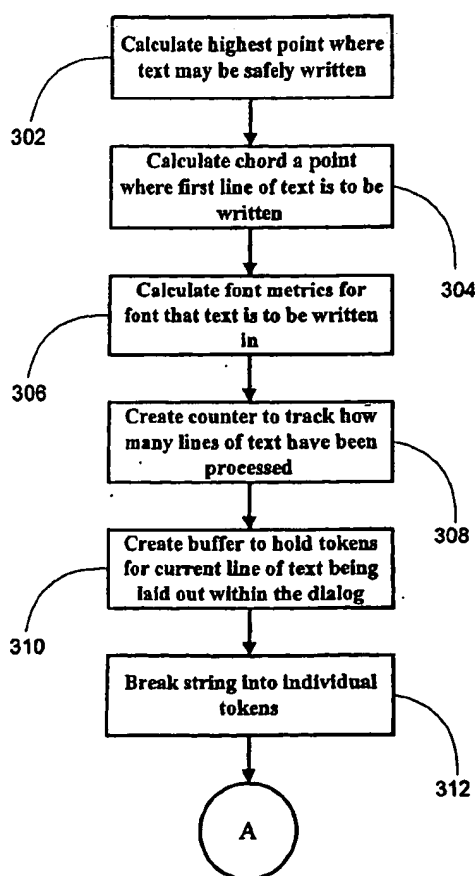 Calculate highest point where
text may be safely written
302
Calculate chord a point
where first line of text is to be
written
304
Calculate font metrics for
font that text is to be written
in
306
Create counter to track how
many lines of text have been
processed
308
Create buffer to hold tokens
for current line of text being
laid out within the dialog
310
Break string into individual
tokens
312
A